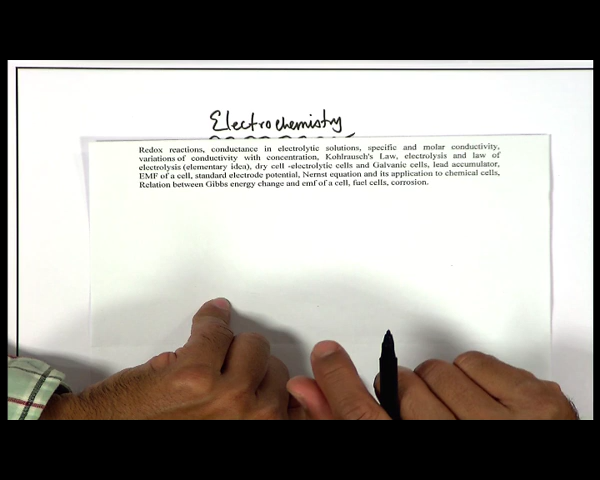 Electrochemistry
Redox reactions, conductance in electrolytic solutions, specific and molar conductivity,
variations of conductivity with concentration, Kohlrausch's Law, electrolysis and law of
electrolysis (elementary idea), dry cell -electrolytic cells and Galvanic cells, lead accumulator,
EMF of a cell, standard electrode potential, Nernst equation and its application to chemical cells,
Relation between Gibbs energy change and emf of a cell, fuel cells, corrosion.